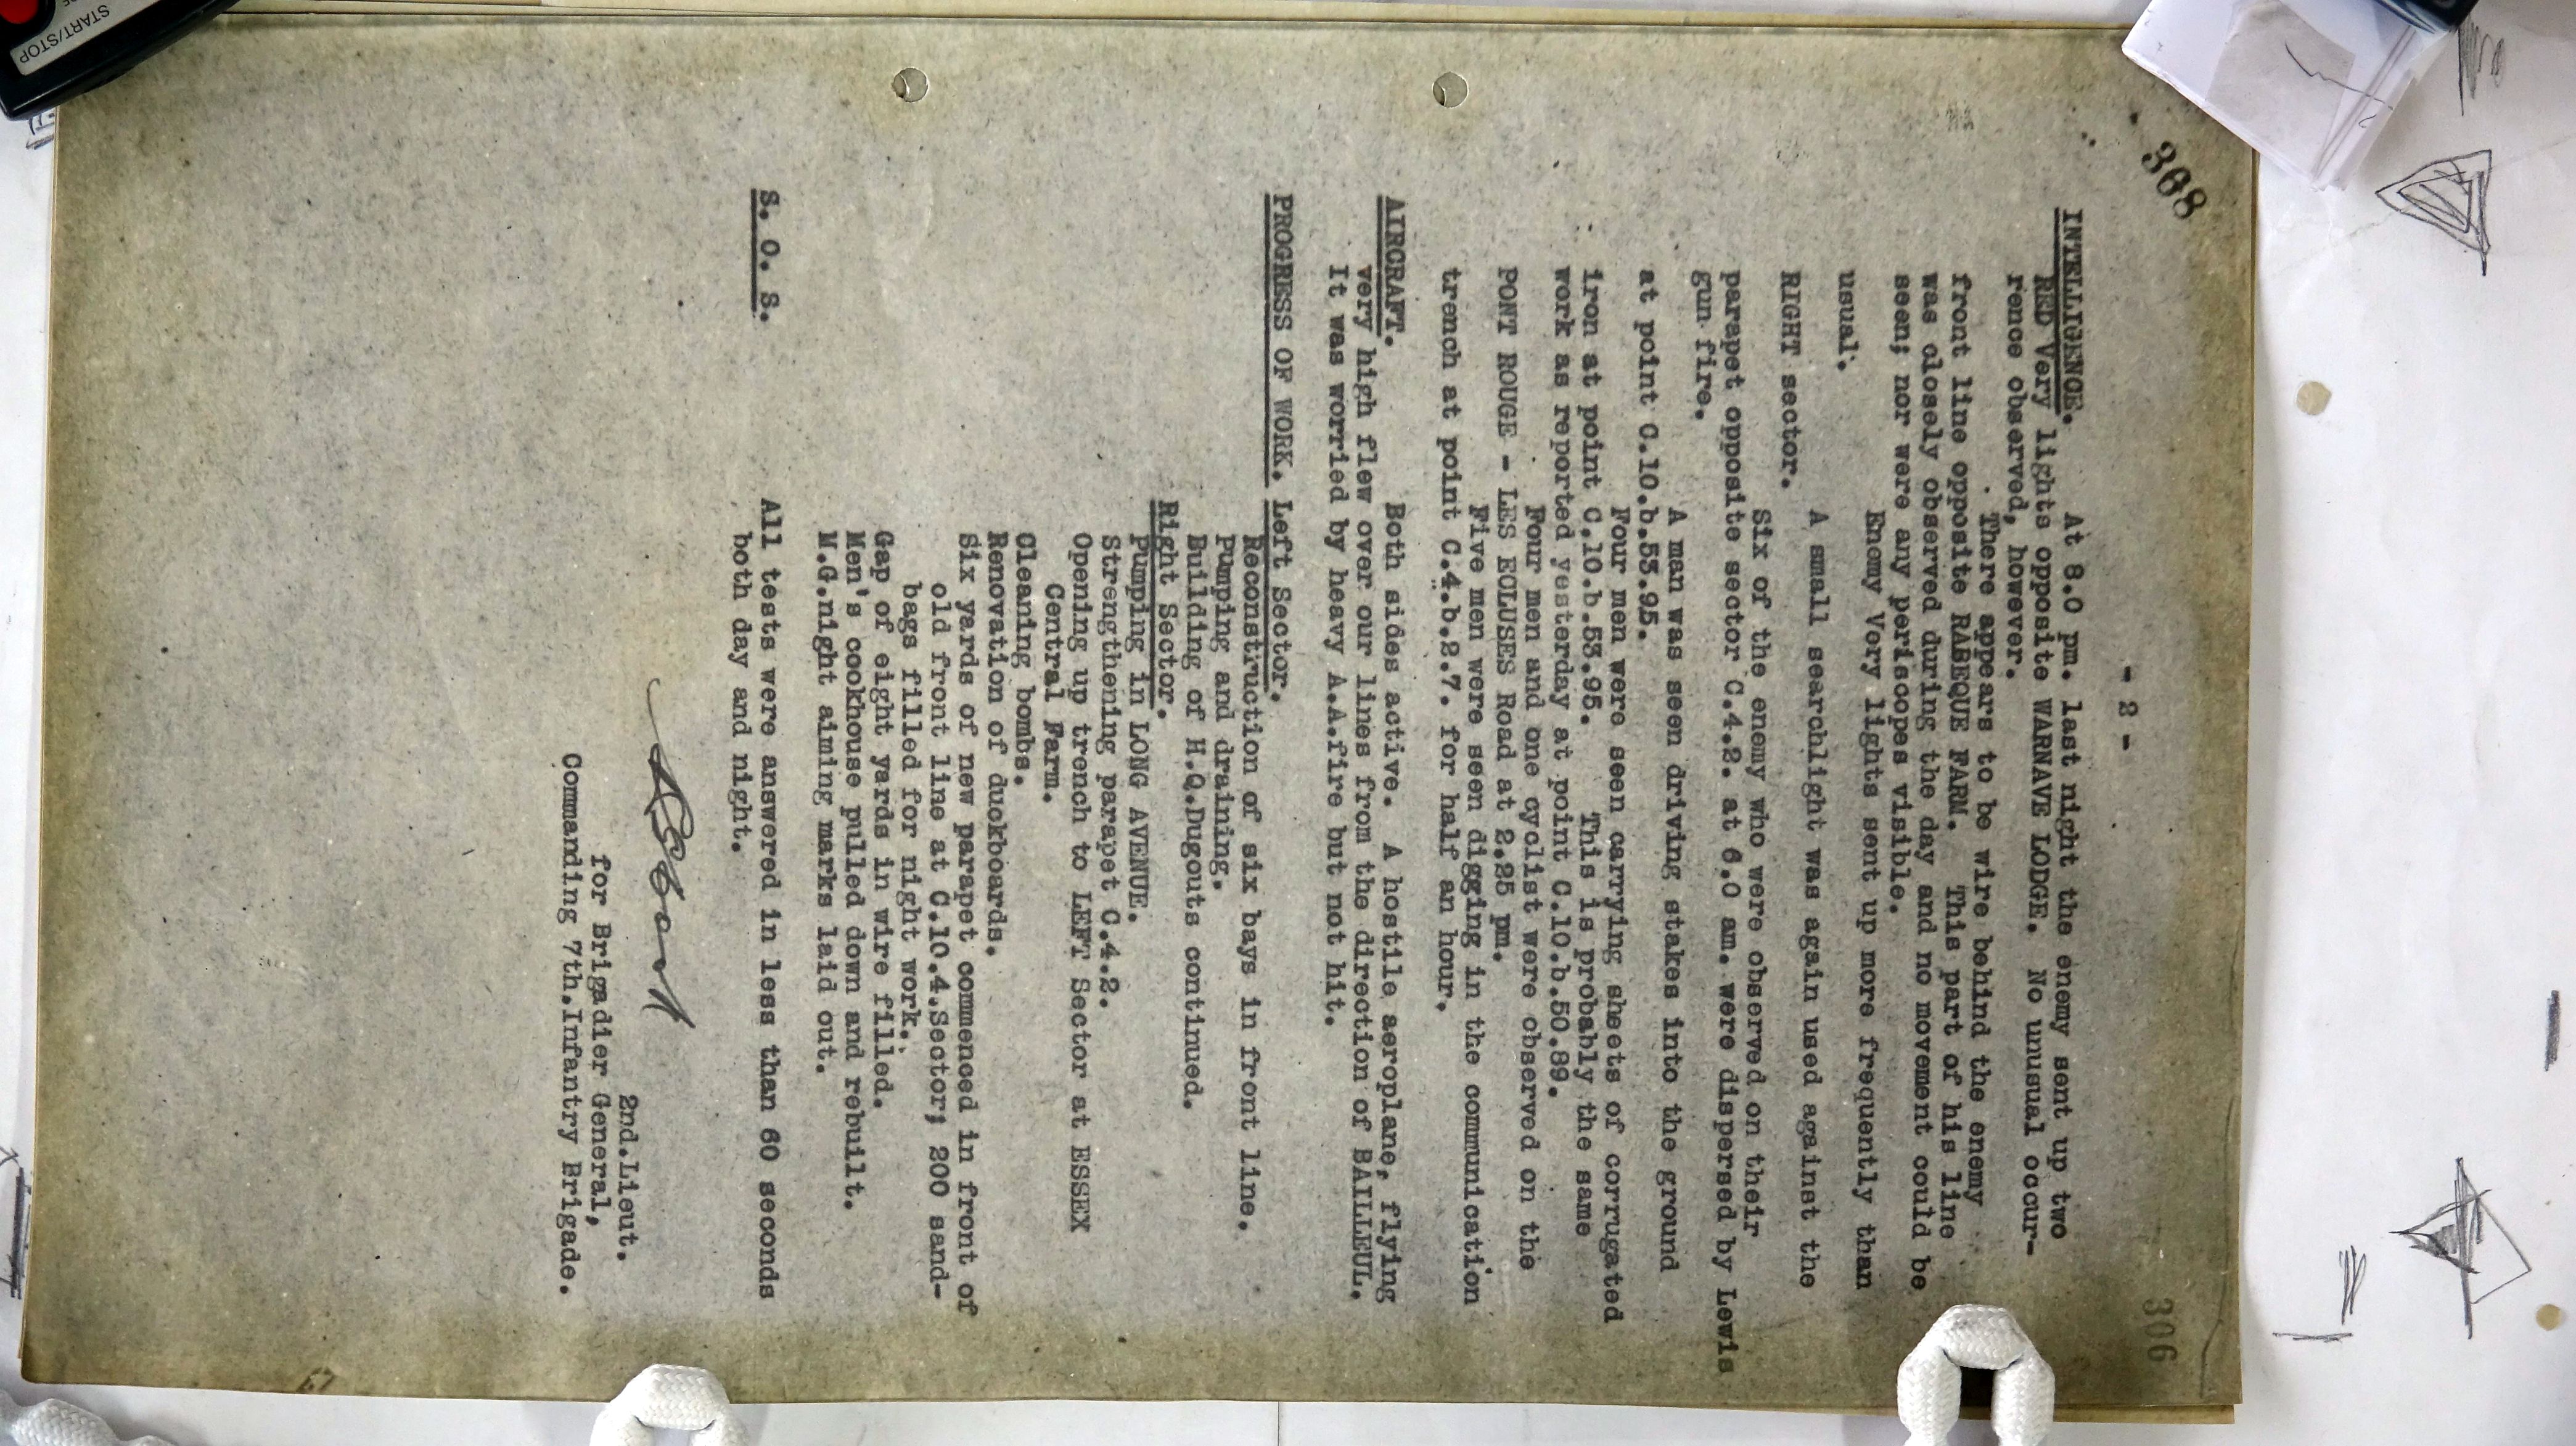 368
306
- 2 -
INTELLIGENCE. At 8.0 pm. last night the enemy sent up two
RED Very lights opposite WARNAVE LODGE. No unusual occur-
rence observed, however.
There appears to be wire behind the enemy
front line opposite RABEQUE FARM. This part of his line
was closely observed during the day and no movement could be
seen; nor were any periscopes visible.
Enemy Very lights sent up more frequently than
usual.
A small searchlight was again used against the
RIGHT sector.
Six of the enemy who were observed on their
parapet opposite sector C.4.2. at 6.0 am. were dispersed by Lewis
gun fire.
A man was seen driving stakes into the ground
at point C.10.b.53.95.
Four men were seen carrying sheets of corrugated
iron at point C.10.b.53.95. This is probably the same
work as reported yesterday at point C.10.b.50.89.
Four men and one cyclist were observed on the
PONT ROUGE - LES ECLUSES Road at 2.25 pm.
Five men were seen digging in the communication
trench at point C.4.b.2.7. for half an hour.
AIRCRAFT. Both sides active. A hostile aeroplane, flying
very high flew over our lines from the direction of BAILLEUL.
It was worried by heavy A.A.fire but not hit.
PROGRESS OF WORK. Left Sector.
Reconstruction of six bays in front line.
Pumping and draining.
Building of H.Q.Dugouts continued.
Right Sector.
Pumping in LONG AVENUE.
Strengthening parapet C.4.2.
Opening up trench to LEFT Sector at ESSEX
Central Farm.
Cleaning bombs.
Renovation of duckboards.
Six yards of new parapet commenced in front of
old front line at C.10.4.Sector; 200 sand-
bags filled for night work.
Gap of eight yards in wire filled.
Men's cookhouse pulled down and rebuilt.
M.G.night aiming marks laid out.
S. O. S. All tests were answered in less than 60 seconds
both day and night.
2nd.Lieut.
for Brigadier General,
Commanding 7th.Infantry Brigade.
START/STOP